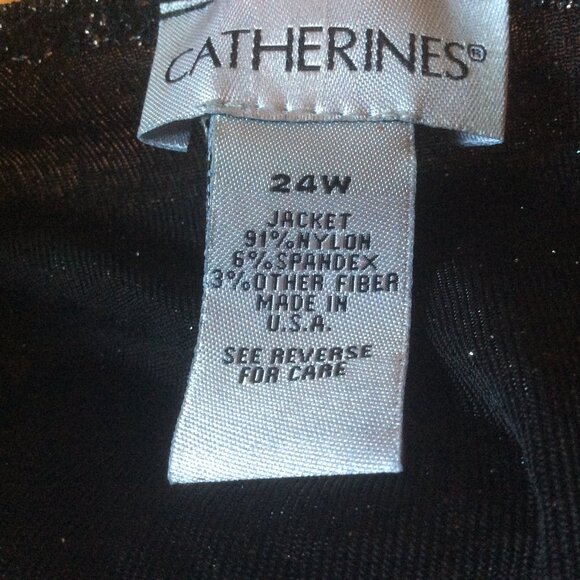 CATHERINES®
24W
JACKET
91%NYLON
6%SPANDEX
3%OTHER FIBER
MADE IN
U.S.A.
SEE REVERSE
FOR CARE